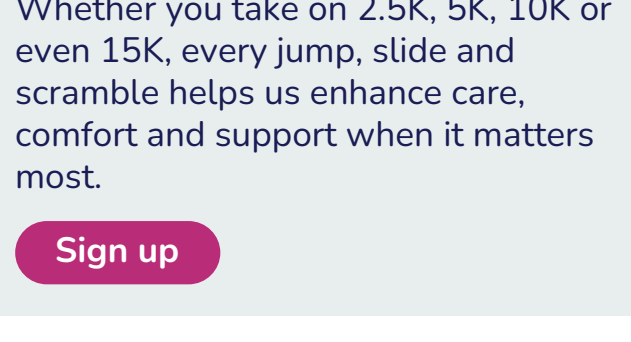 Whether you take on 2.5K, 5K, 10K or
even 15K, every jump, slide and
scramble helps us enhance care,
comfort and support when it matters
most.
Sign up